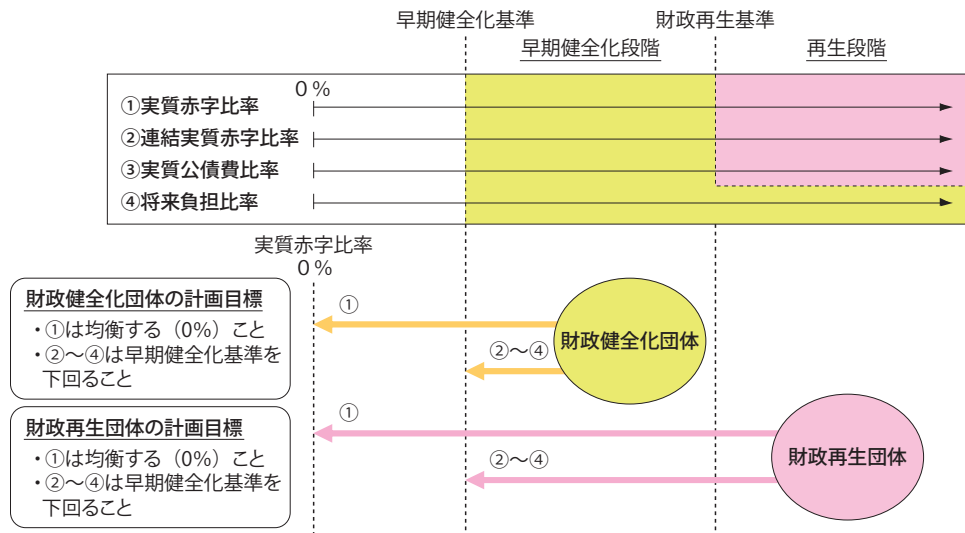 早期健全化基準 財政再生基準
早期健全化段階 再生段階
0%
①実質赤字比率
②連結実質赤字比率
③実質公債費比率
④将来負担比率
実質赤字比率
0%
財政健全化団体の計画目標
・①は均衡する（0%）こと
・②〜④は早期健全化基準を
下回ること
①
②〜④
財政健全化団体
財政再生団体の計画目標
・①は均衡する（0%）こと
・②〜④は早期健全化基準を
下回ること
①
②〜④
財政再生団体